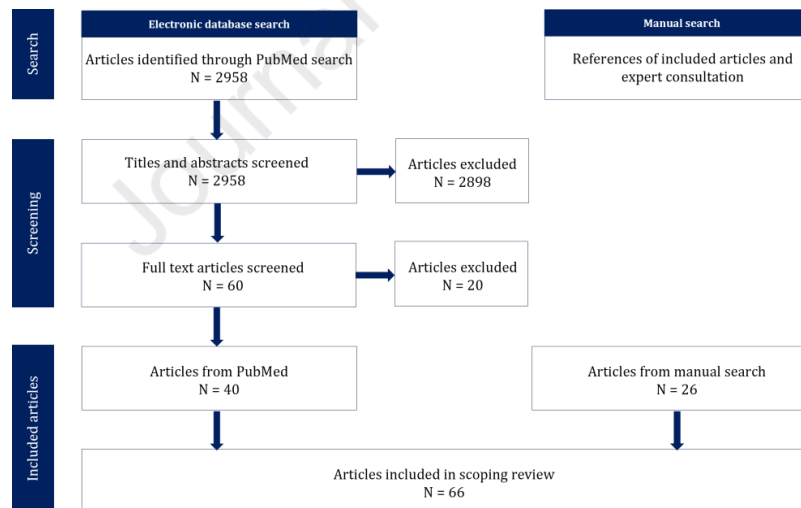 Electronic database search
Manual search
Search
Articles identified through PubMed search
N = 2958
References of included articles and
expert consultation
Journal
Screening
Titles and abstracts screened
N = 2958
Articles excluded
N = 2898
Full text articles screened
N = 60
Articles excluded
N = 20
Included articles
Articles from PubMed
N = 40
Articles from manual search
N = 26
Articles included in scoping review
N = 66